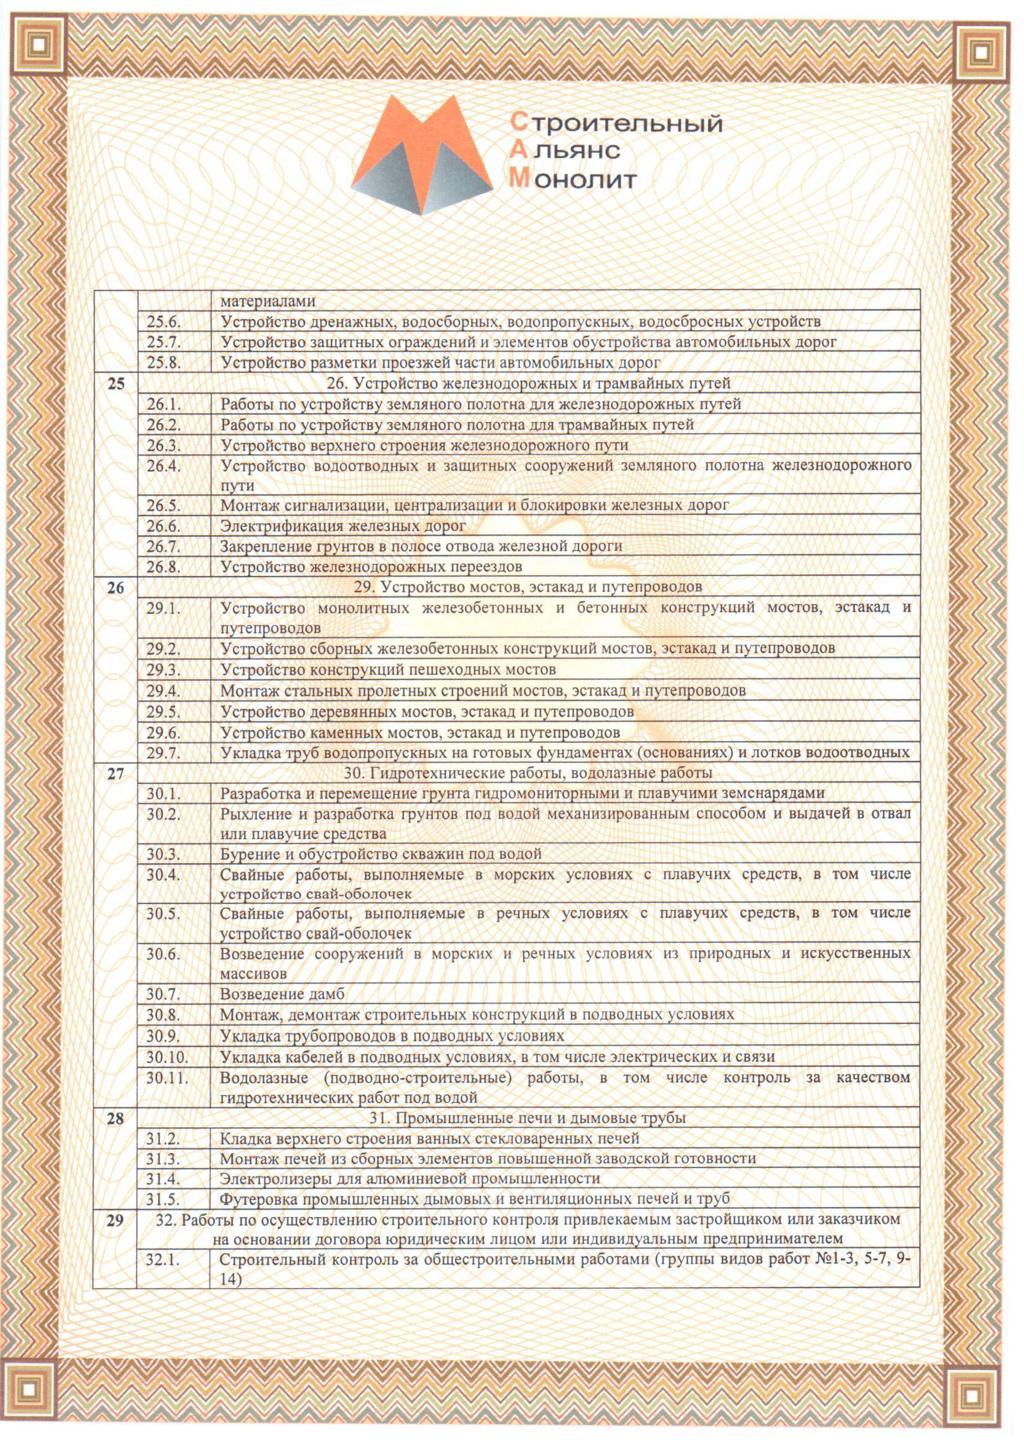 Строительный
Альянс
Монолит
материалами
25.6. Устройство дренажных, водосборных, водопропускных, водосбросных устройств
25.7. Устройство защитных ограждений и элементов обустройства автомобильных дорог
25.8. Устройство разметки проезжей части автомобильных дорог
25 26. Устройство железнодорожных и трамвайных путей
26.1. Работы по устройству земляного полотна для железнодорожных путей
26.2. Работы по устройству земляного полотна для трамвайных путей
26.3. Устройство верхнего строения железнодорожного пути
26.4. Устройство водоотводных и защитных сооружений земляного полотна железнодорожного
пути
26.5. Монтаж сигнализации, централизации и блокировки железных дорог
26.6. Электрификация железных дорог
26.7. Закрепление грунтов в полосе отвода железной дороги
26.8. Устройство железнодорожных переездов
26 29. Устройство мостов, эстакад и путепроводов
29.1. Устройство монолитных железобетонных и бетонных конструкций мостов, эстакад и
путепроводов
29.2. Устройство сборных железобетонных конструкций мостов, эстакад и путепроводов
29.3. Устройство конструкций пешеходных мостов
29.4. Монтаж стальных пролетных строений мостов, эстакад и путепроводов
29.5. Устройство деревянных мостов, эстакад и путепроводов
29.6. Устройство каменных мостов, эстакад и путепроводов
29.7. Укладка труб водопропускных на готовых фундаментах (основаниях) и лотков водоотводных
27 30. Гидротехнические работы, водолазные работы
30.1. Разработка и перемещение грунта гидромониторными и плавучими земснарядами
30.2. Рыхление и разработка грунтов под водой механизированным способом и выдачей в отвал
или плавучие средства
30.3. Бурение и обустройство скважин под водой
30.4. Свайные работы, выполняемые в морских условиях с плавучих средств, в том числе
устройство свай-оболочек
30.5. Свайные работы, выполняемые в речных условиях с плавучих средств, в том числе
устройство свай-оболочек
30.6. Возведение сооружений в морских и речных условиях из природных и искусственных
массивов
30.7. Возведение дамб
30.8. Монтаж, демонтаж строительных конструкций в подводных условиях
30.9. Укладка трубопроводов в подводных условиях
30.10. Укладка кабелей в подводных условиях, в том числе электрических и связи
30.11. Водолазные (подводно-строительные) работы, в том числе контроль за качеством
гидротехнических работ под водой
28 31. Промышленные печи и дымовые трубы
31.2. Кладка верхнего строения ванных стекловаренных печей
31.3. Монтаж печей из сборных элементов повышенной заводской готовности
31.4. Электролизеры для алюминиевой промышленности
31.5. Футеровка промышленных дымовых и вентиляционных печей и труб
29 32. Работы по осуществлению строительного контроля привлекаемым застройщиком или заказчиком
на основании договора юридическим лицом или индивидуальным предпринимателем
32.1. Строительный контроль за общестроительными работами (группы видов работ №1-3, 5-7, 9-
14)